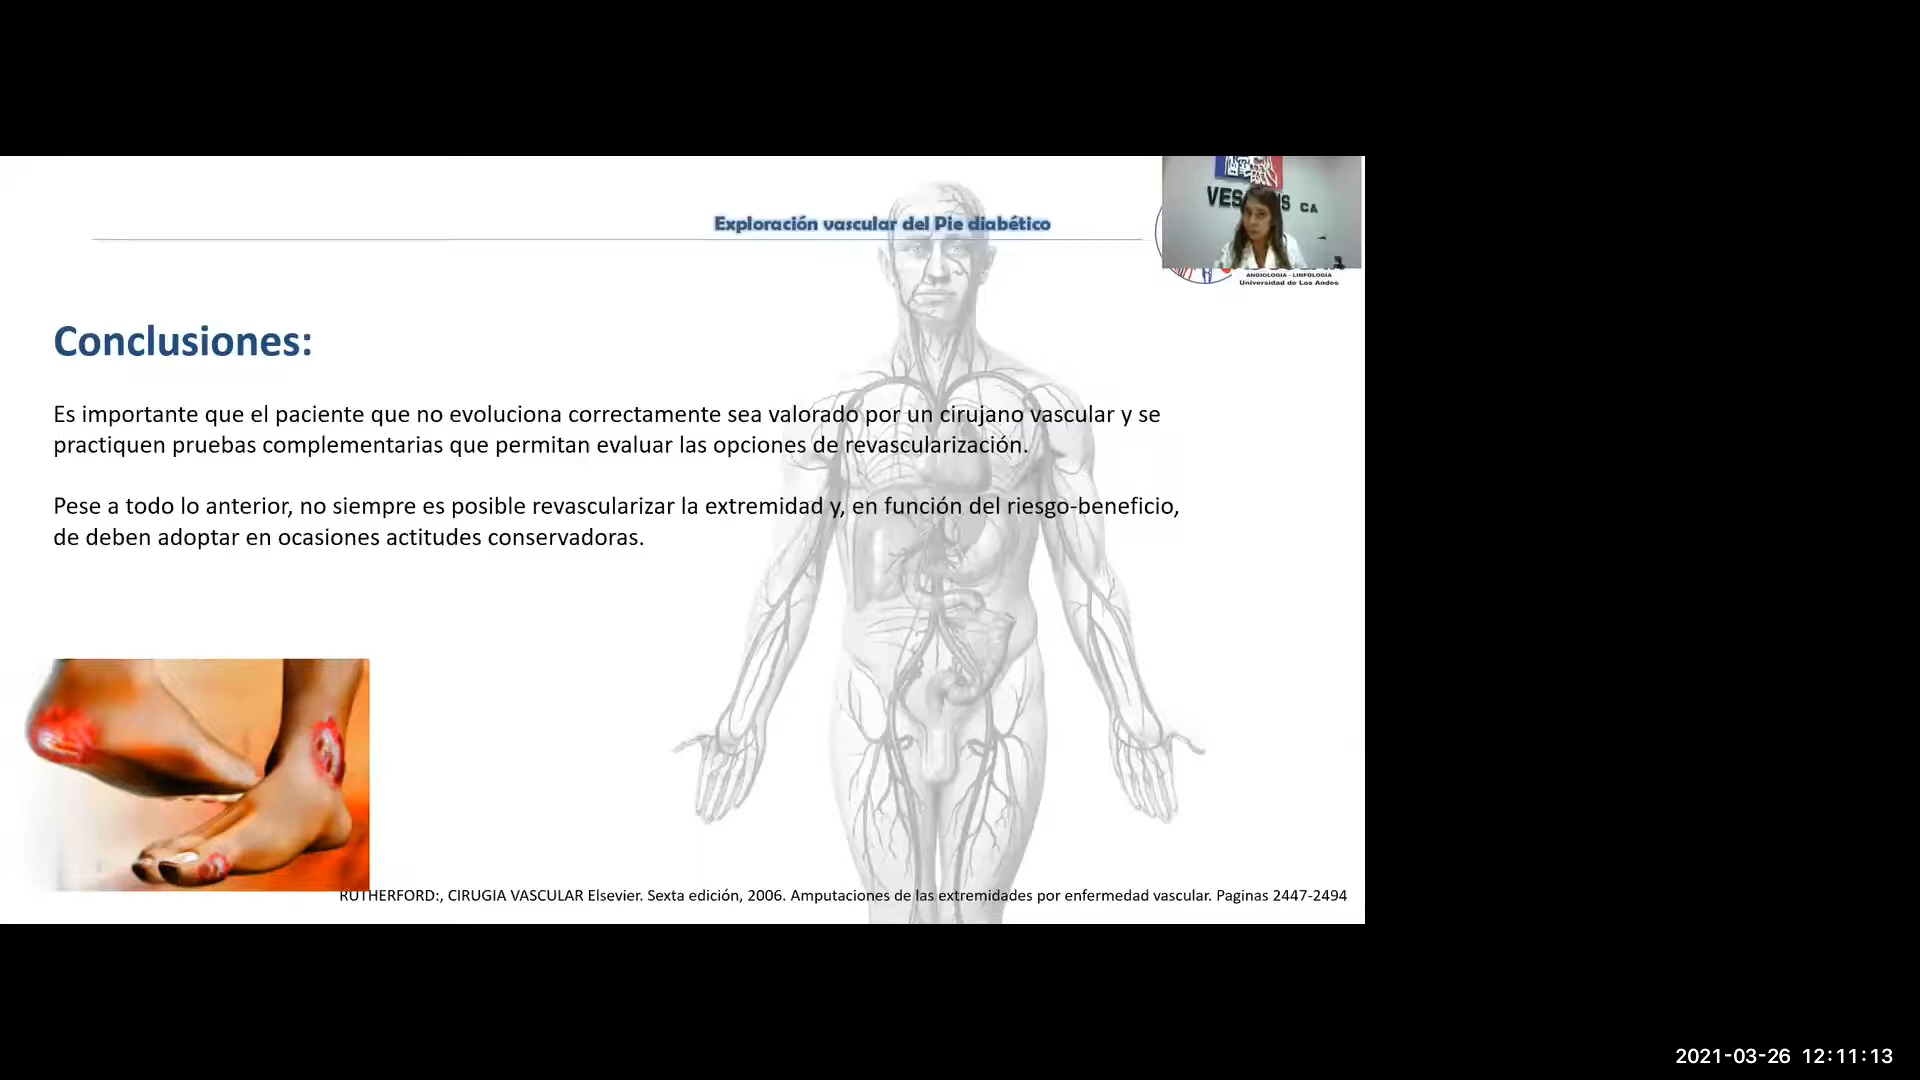 Exploración vascular del Pie diabético
CA
ANGIOLOGÍA - LINFOLOGÍA
Universidad de Los Andes
Conclusiones:
Es importante que el paciente que no evoluciona correctamente sea valorado por un cirujano vascular y se
practiquen pruebas complementarias que permitan evaluar las opciones de revascularización.
Pese a todo lo anterior, no siempre es posible revascularizar la extremidad y, en función del riesgo-beneficio,
de deben adoptar en ocasiones actitudes conservadoras.
RUTHERFORD:, CIRUGIA VASCULAR Elsevier. Sexta edición, 2006. Amputaciones de las extremidades por enfermedad vascular. Paginas 2447-2494
2021-03-26 12:11:13